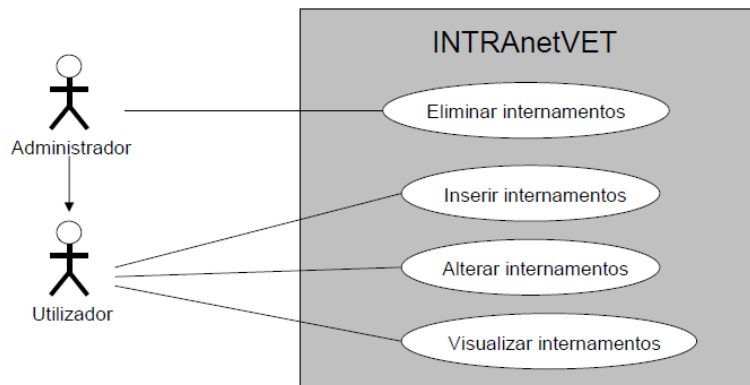 INTRAnetVET
Eliminar internamentos
Administrador
Inserir internamentos
Alterar internamentos
Utilizador
Visualizar internamentos